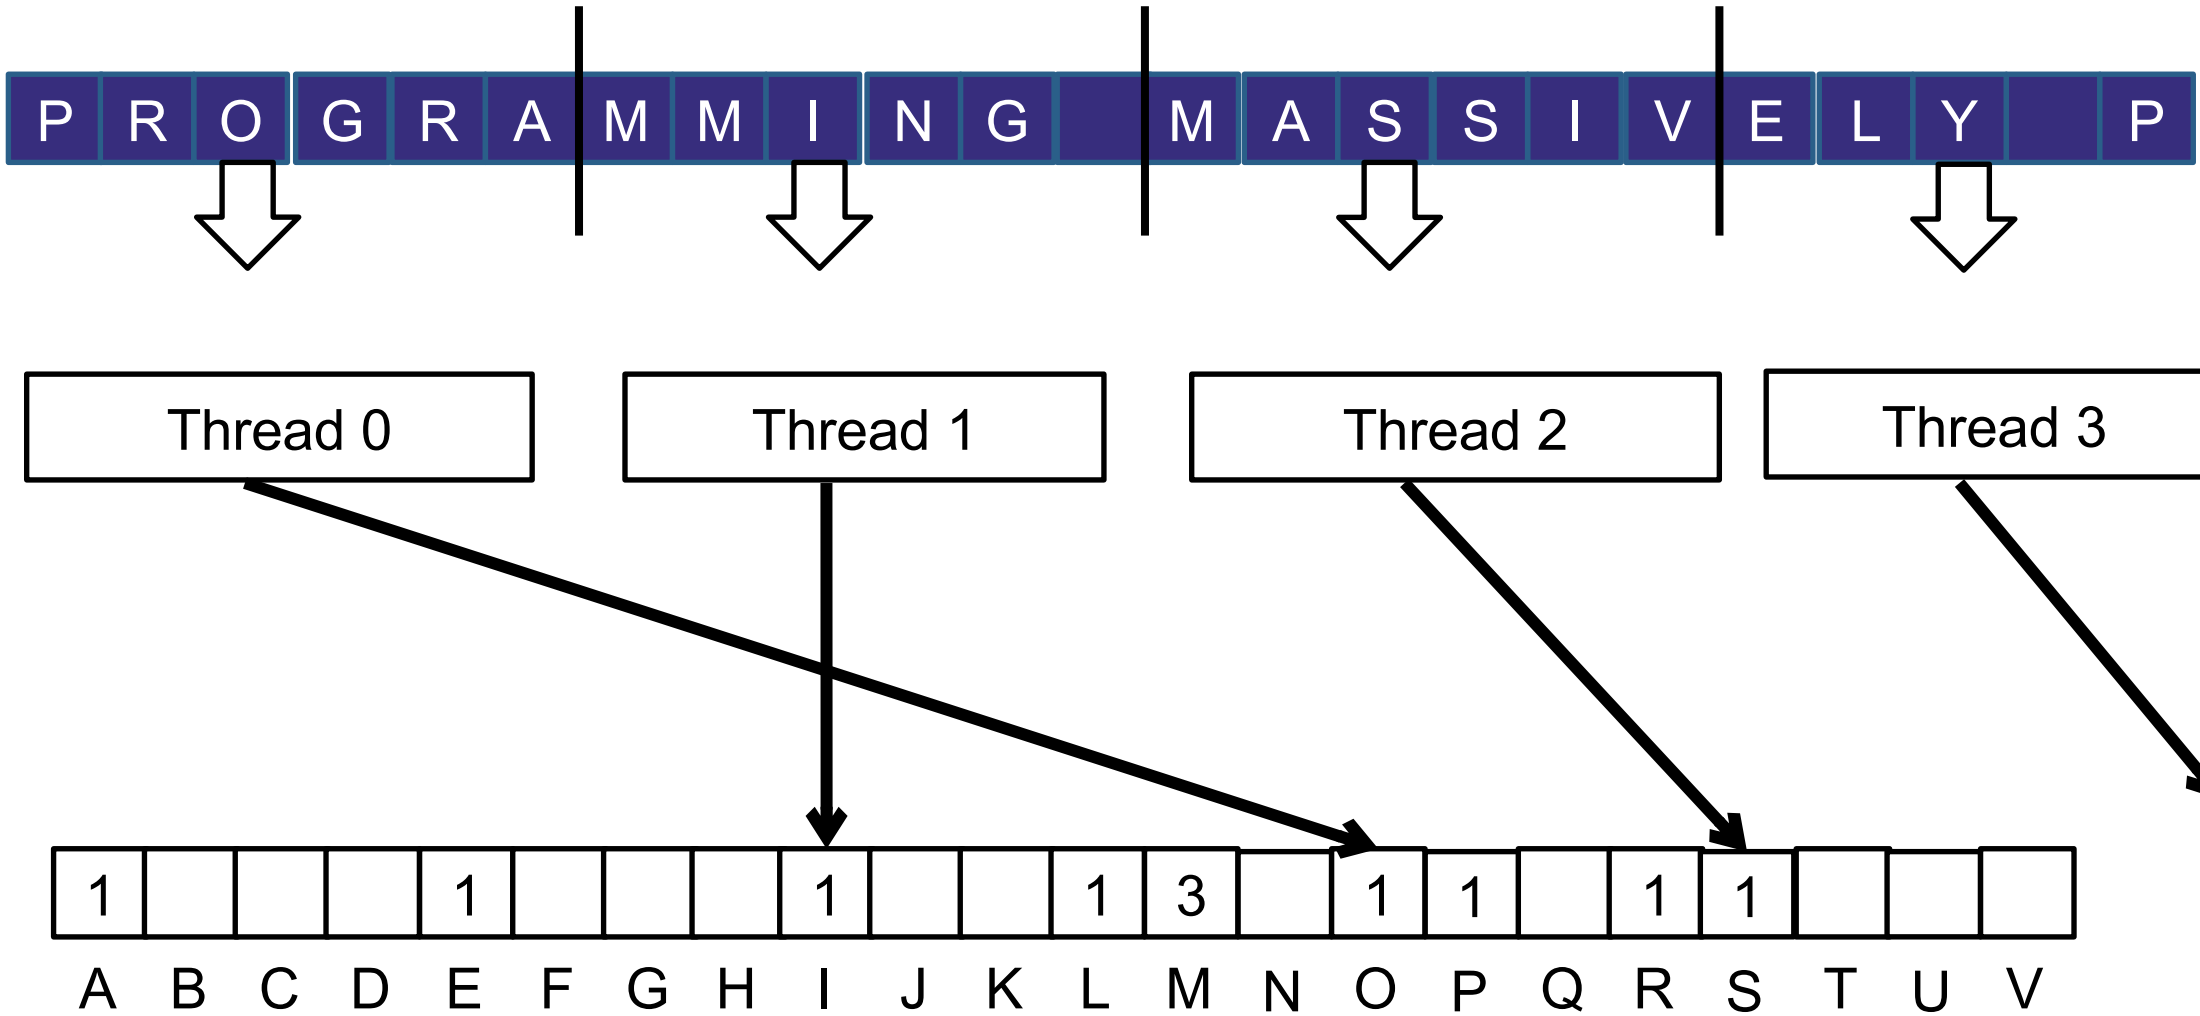 P R O G R A M M I N G M A S S I V E L Y P
Thread 0 Thread 1 Thread 2 Thread 3
1 1 1 1 3 1 1 1 1
A B C D E F G H I J K L M N O P Q R S T U V